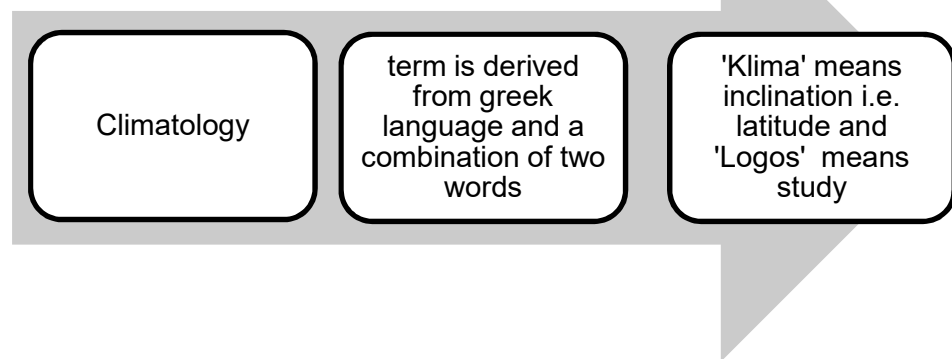 Climatology
term is derived
from greek
language and a
combination of two
words
'Klima' means
inclination i.e.
latitude and
'Logos'  means
study